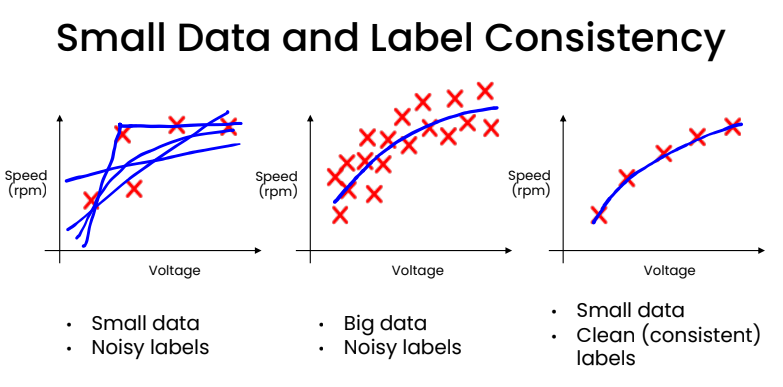 Small Data and Label Consistency
Speed
(rpm)
Voltage
Speed
(rpm)
Voltage
Speed
(rpm)
Voltage
• Small data
• Noisy labels
• Big data
• Noisy labels
• Small data
• Clean (consistent)
labels